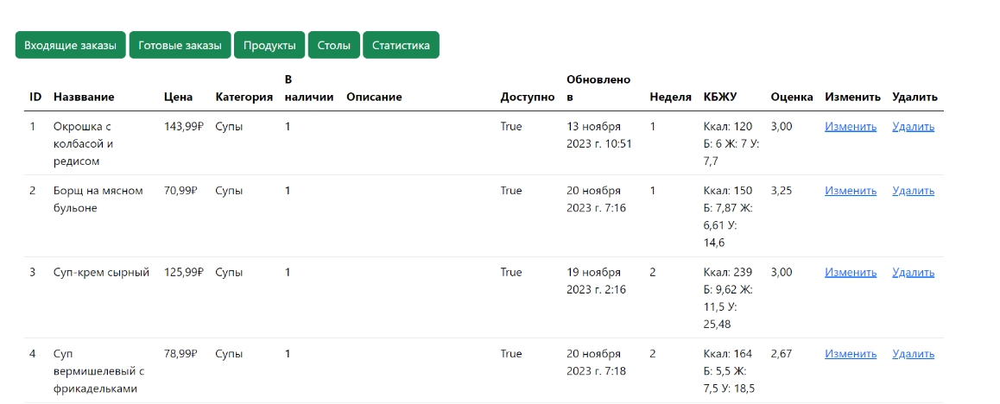 Входящие заказы Готовые заказы Продукты Столы Статистика
ID Назввание Цена Категория В наличии Описание Доступно Обновлено в Неделя КБЖУ Оценка Изменить Удалить
1 Окрошка с колбасой и редисом 143,99₽ Супы 1 True 13 ноября 2023 г. 10:51 1 Ккал: 120 Б: 6 Ж: 7 У: 7,7 3,00 Изменить Удалить
2 Борщ на мясном бульоне 70,99₽ Супы 1 True 20 ноября 2023 г. 7:16 1 Ккал: 150 Б: 7,87 Ж: 6,61 У: 14,6 3,25 Изменить Удалить
3 Суп-крем сырный 125,99₽ Супы 1 True 19 ноября 2023 г. 2:16 2 Ккал: 239 Б: 9,62 Ж: 11,5 У: 25,48 3,00 Изменить Удалить
4 Суп вермишелевый с фрикадельками 78,99₽ Супы 1 True 20 ноября 2023 г. 7:18 2 Ккал: 164 Б: 5,5 Ж: 7,5 У: 18,5 2,67 Изменить Удалить